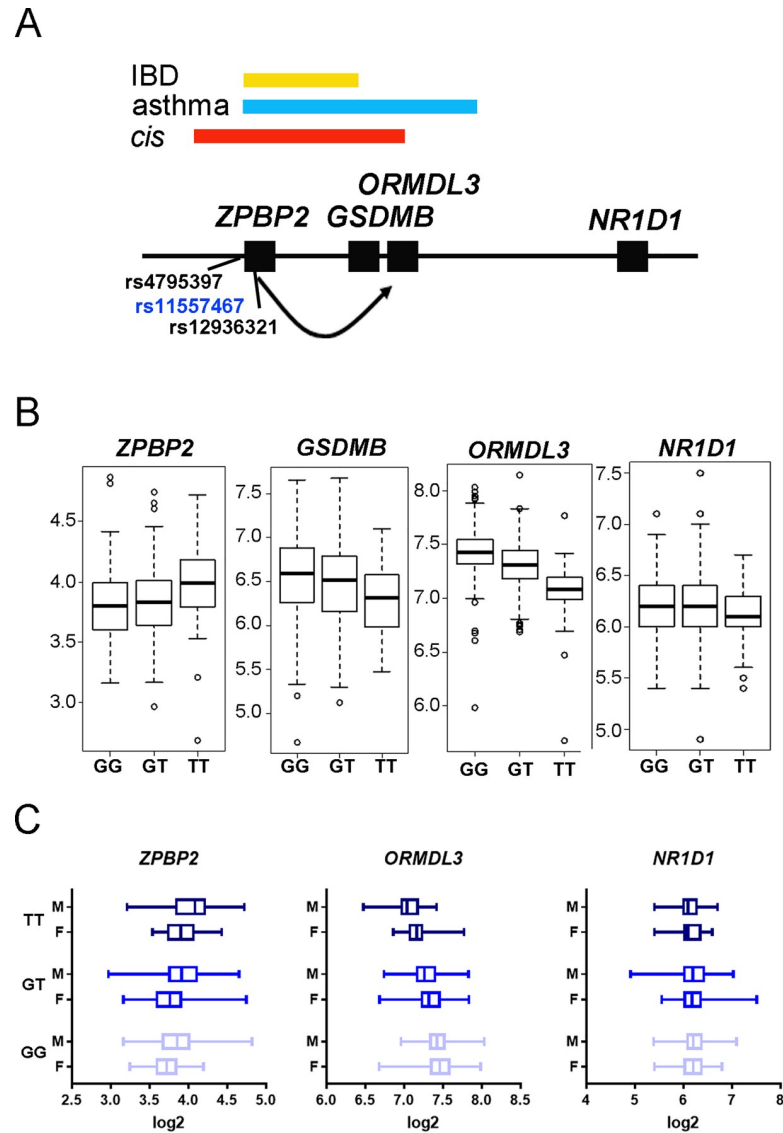 A
IBD
asthma
cis
ORMDL3
ZPBP2 GSDMB NR1D1
rs4795397
rs11557467
rs12936321
B
ZPBP2 GSDMB ORMDL3 NR1D1
4.5
4.0
3.5
3.0
GG GT TT
7.5
7.0
6.5
6.0
5.5
5.0
GG GT TT
8.0
7.5
7.0
6.5
6.0
GG GT TT
7.5
7.0
6.5
6.0
5.5
5.0
GG GT TT
C
ZPBP2
TT M
F
GT M
F
GG M
F
2.5 3.0 3.5 4.0 4.5 5.0
log2
ORMDL3
M
F
M
F
M
F
6.0 6.5 7.0 7.5 8.0 8.5
log2
NR1D1
M
F
M
F
M
F
4 5 6 7 8
log2